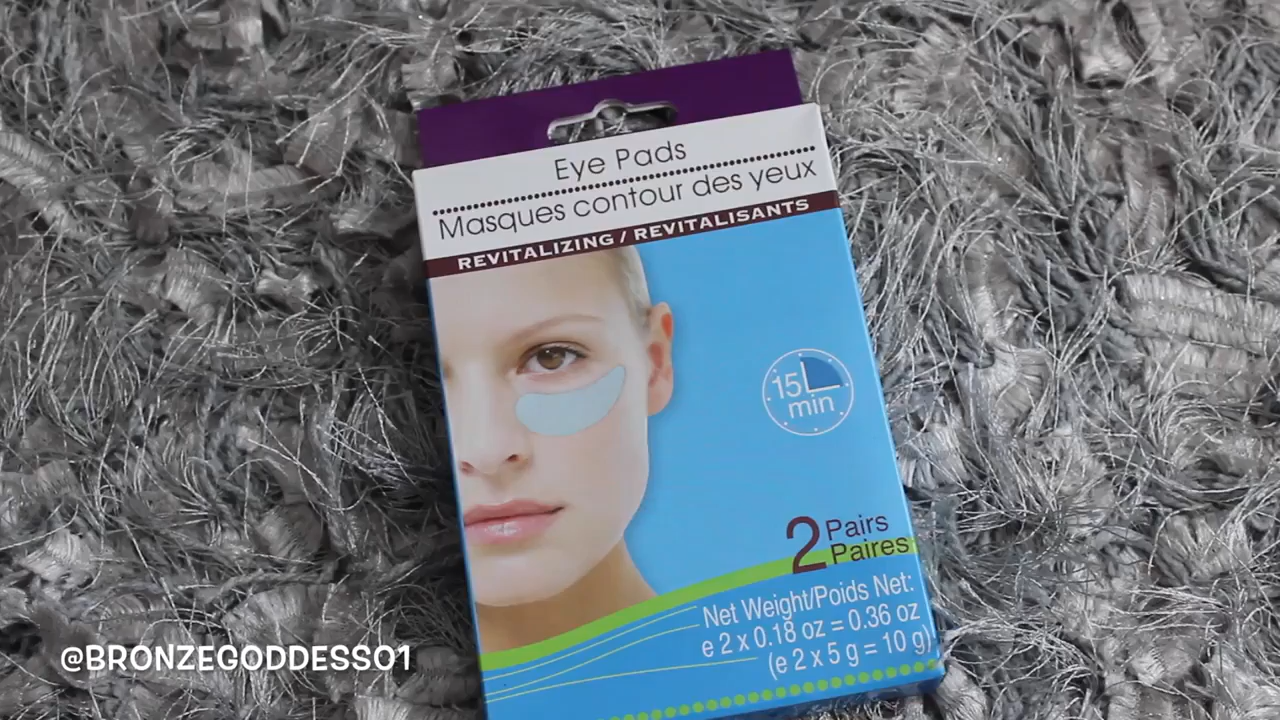 Eye Pads
Masques contour des yeux
REVITALIZING / REVITALISANTS
15 min
2 Pairs
Paires
Net Weight/Poids Net:
e 2 x 0.18 oz = 0.36 oz
(e 2 x 5 g = 10 g)
@BRONZEGODDESS01